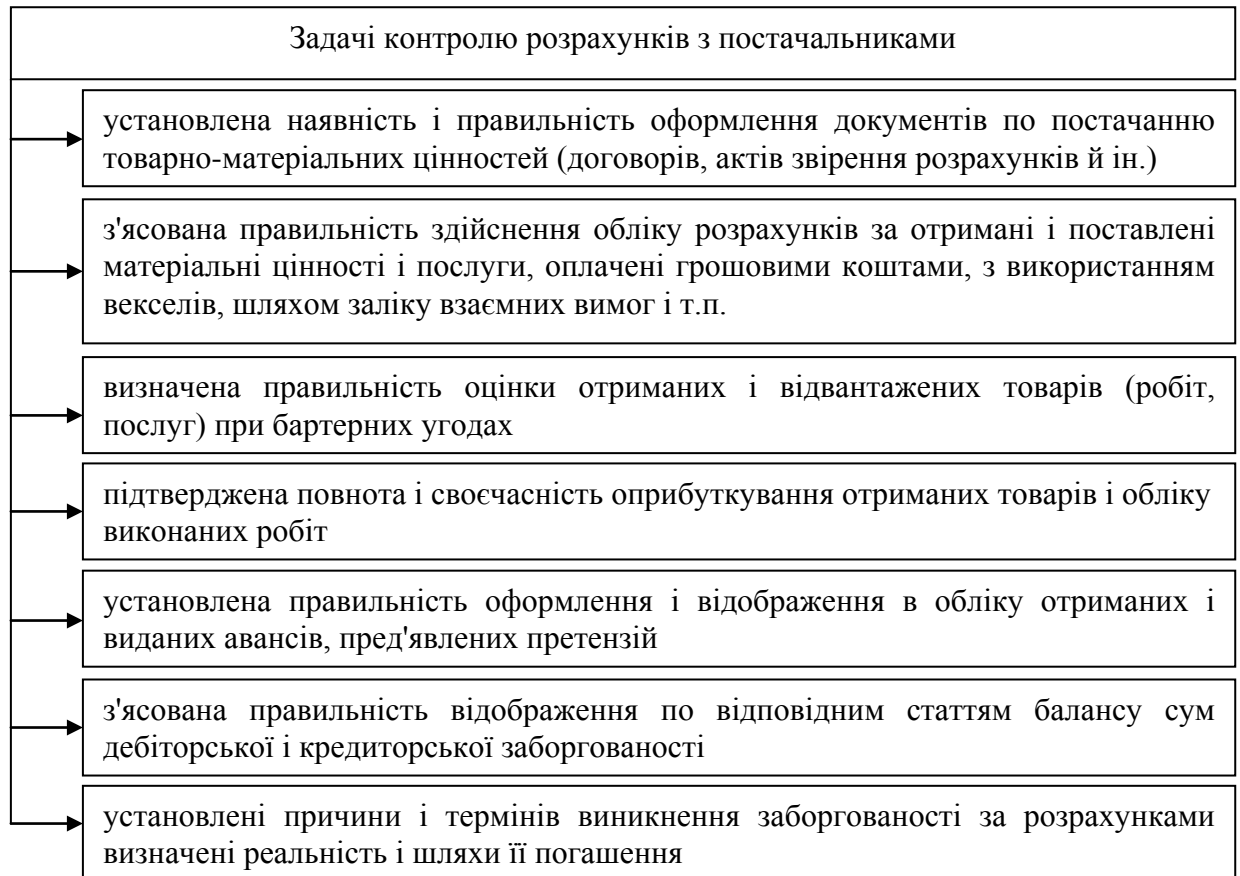 Задачі контролю розрахунків з постачальниками
установлена наявність і правильність оформлення документів по постачанню
товарно-матеріальних цінностей (договорів, актів звірення розрахунків й ін.)
з'ясована правильність здійснення обліку розрахунків за отримані і поставлені
матеріальні цінності і послуги, оплачені грошовими коштами, з використанням
векселів, шляхом заліку взаємних вимог і т.п.
визначена правильність оцінки отриманих і відвантажених товарів (робіт,
послуг) при бартерних угодах
підтверджена повнота і своєчасність оприбуткування отриманих товарів і обліку
виконаних робіт
установлена правильність оформлення і відображення в обліку отриманих і
виданих авансів, пред'явлених претензій
з'ясована правильність відображення по відповідним статтям балансу сум
дебіторської і кредиторської заборгованості
установлені причини і термінів виникнення заборгованості за розрахунками
визначені реальність і шляхи її погашення